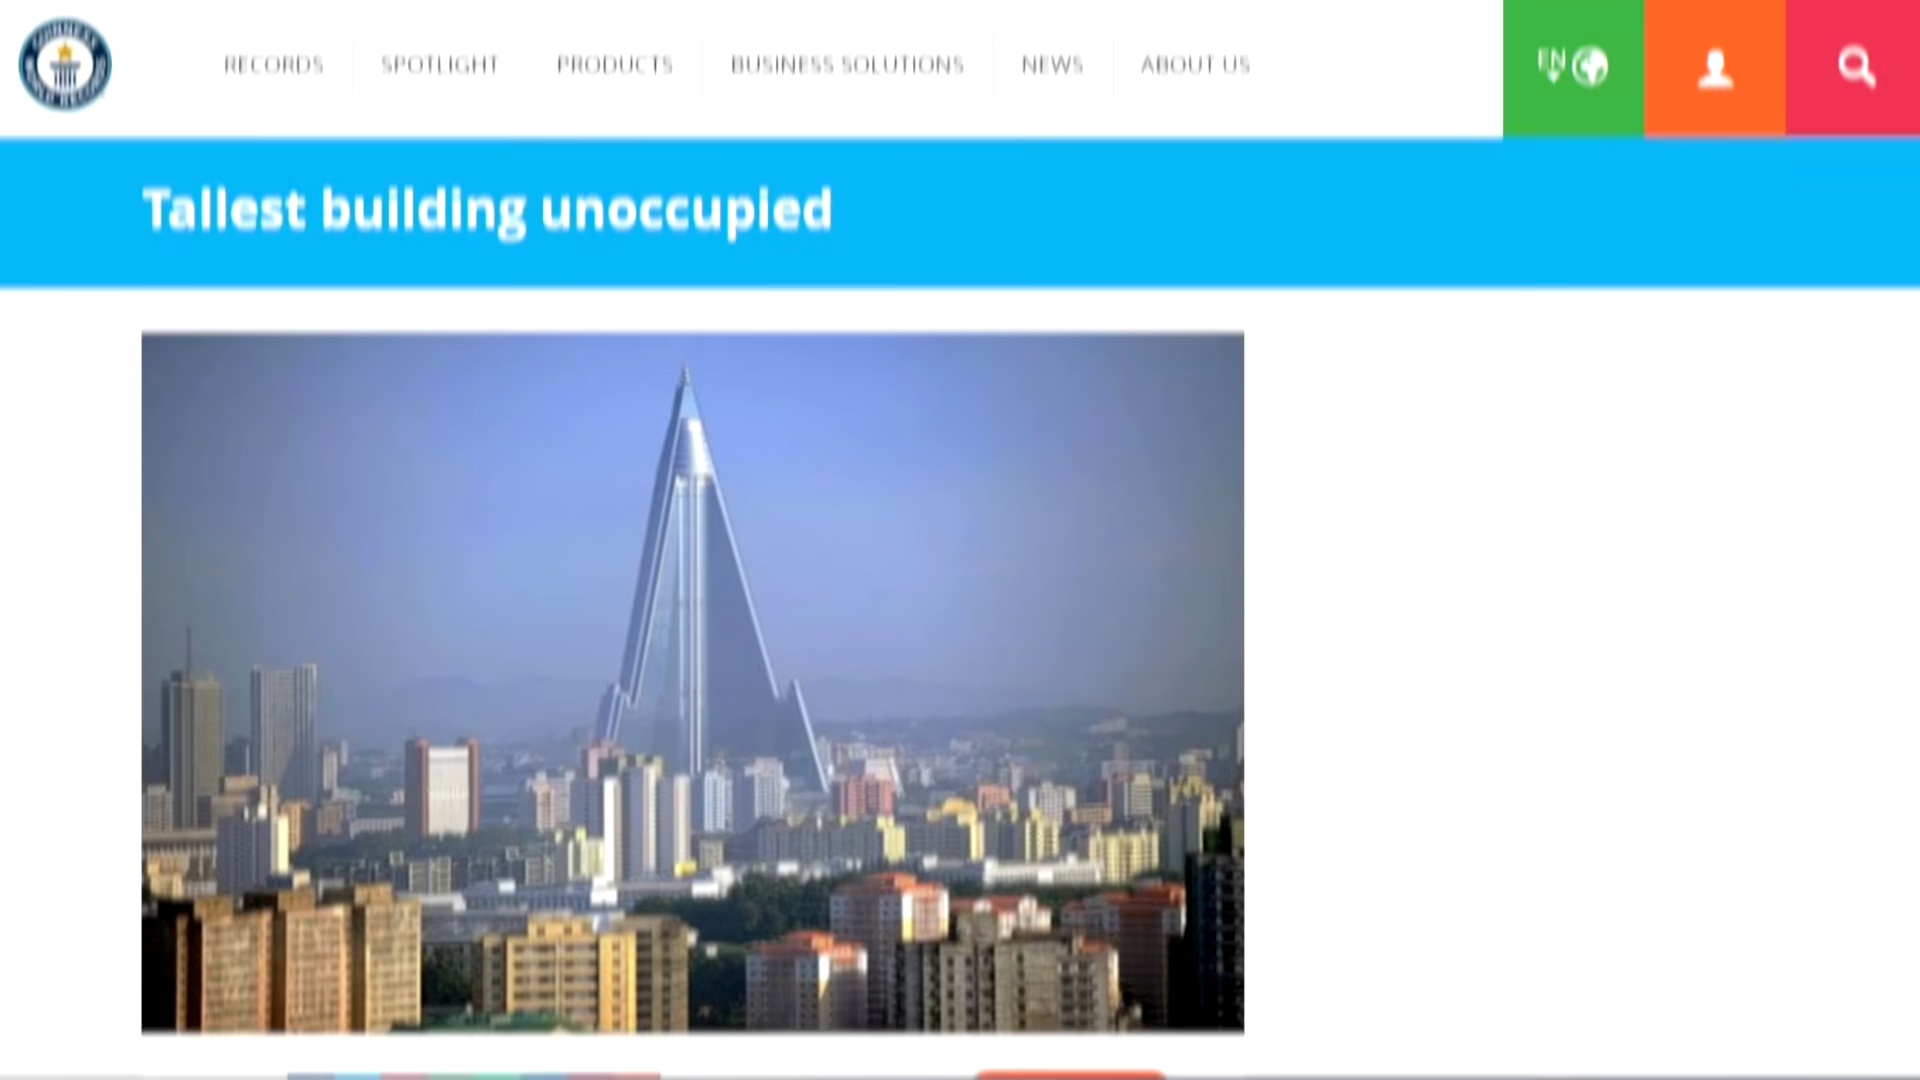 RECORDS SPOTLIGHT PRODUCTS BUSINESS SOLUTIONS NEWS ABOUT US EN
Tallest building unoccupied